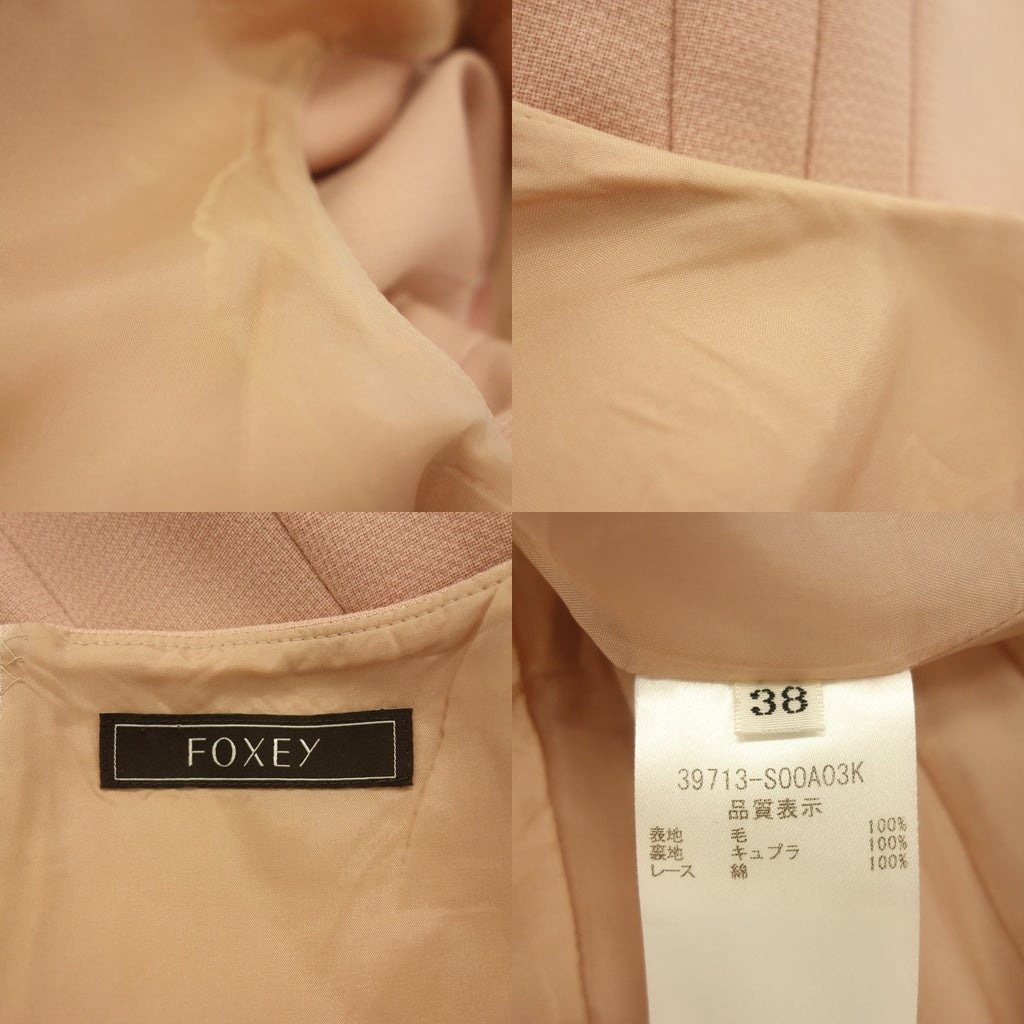 FOXEY
38
39713-S00A03K
品質表示
表地 毛 100%
裏地 キュプラ 100%
レース 綿 100%